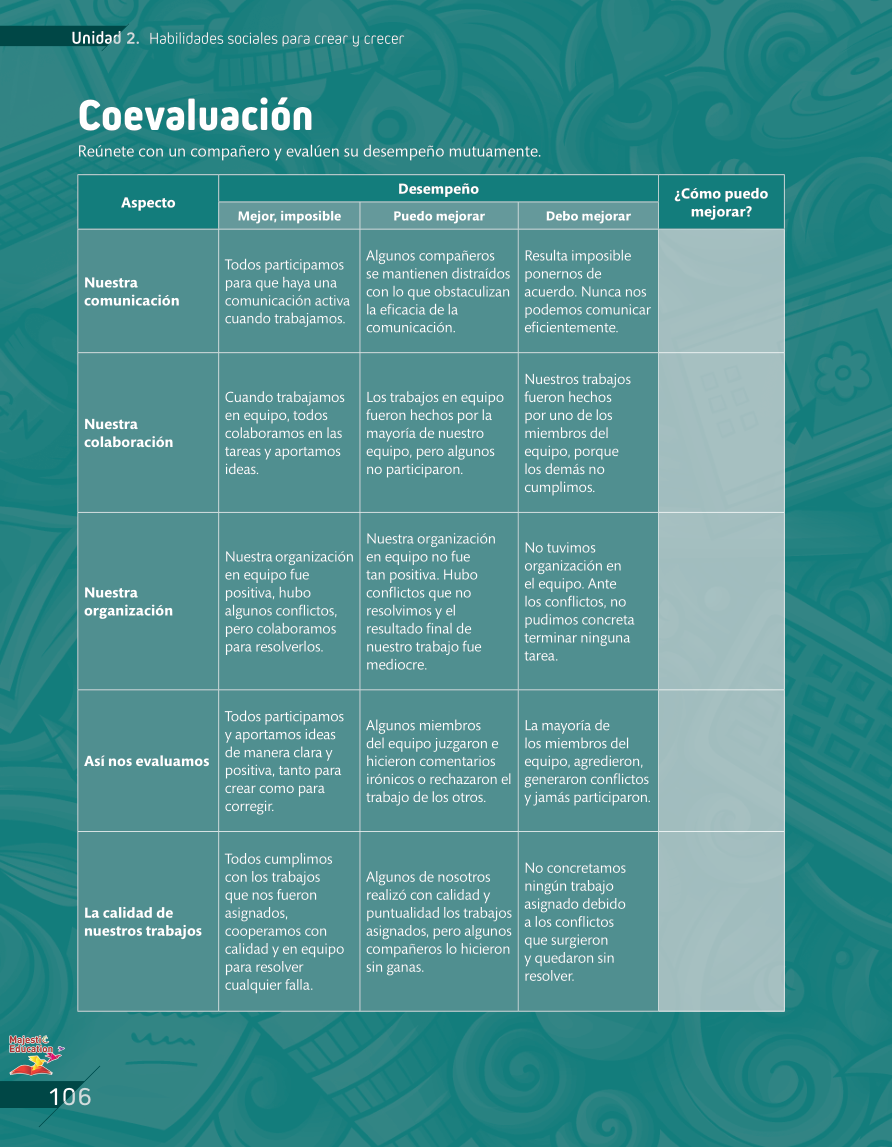 Unidad 2. Habilidades sociales para crear y crecer
Coevaluación
Reúnete con un compañero y evalúen su desempeño mutuamente.
Aspecto
Desempeño
¿Cómo puedo
mejorar?
Mejor, imposible
Puedo mejorar
Debo mejorar
Nuestra
comunicación
Todos participamos
para que haya una
comunicación activa
cuando trabajamos.
Algunos compañeros
se mantienen distraídos
con lo que obstaculizan
la eficacia de la
comunicación.
Resulta imposible
ponernos de
acuerdo. Nunca nos
podemos comunicar
eficientemente.
Nuestra
colaboración
Cuando trabajamos
en equipo, todos
colaboramos en las
tareas y aportamos
ideas.
Los trabajos en equipo
fueron hechos por la
mayoría de nuestro
equipo, pero algunos
no participaron.
Nuestros trabajos
fueron hechos
por uno de los
miembros del
equipo, porque
los demás no
cumplimos.
Nuestra
organización
Nuestra organización
en equipo fue
positiva, hubo
algunos conflictos,
pero colaboramos
para resolverlos.
Nuestra organización
en equipo no fue
tan positiva. Hubo
conflictos que no
resolvimos y el
resultado final de
nuestro trabajo fue
mediocre.
No tuvimos
organización en
el equipo. Ante
los conflictos, no
pudimos concreta
terminar ninguna
tarea.
Así nos evaluamos
Todos participamos
y aportamos ideas
de manera clara y
positiva, tanto para
crear como para
corregir.
Algunos miembros
del equipo juzgaron e
hicieron comentarios
irónicos o rechazaron el
trabajo de los otros.
La mayoría de
los miembros del
equipo, agredieron,
generaron conflictos
y jamás participaron.
La calidad de
nuestros trabajos
Todos cumplimos
con los trabajos
que nos fueron
asignados,
cooperamos con
calidad y en equipo
para resolver
cualquier falla.
Algunos de nosotros
realizó con calidad y
puntualidad los trabajos
asignados, pero algunos
compañeros lo hicieron
sin ganas.
No concretamos
ningún trabajo
asignado debido
a los conflictos
que surgieron
y quedaron sin
resolver.
Majestic
Education
106